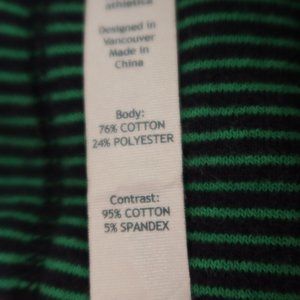 athletica
Designed in
Vancouver
Made in
China
Body:
76% COTTON
24% POLYESTER
Contrast:
95% COTTON
5% SPANDEX